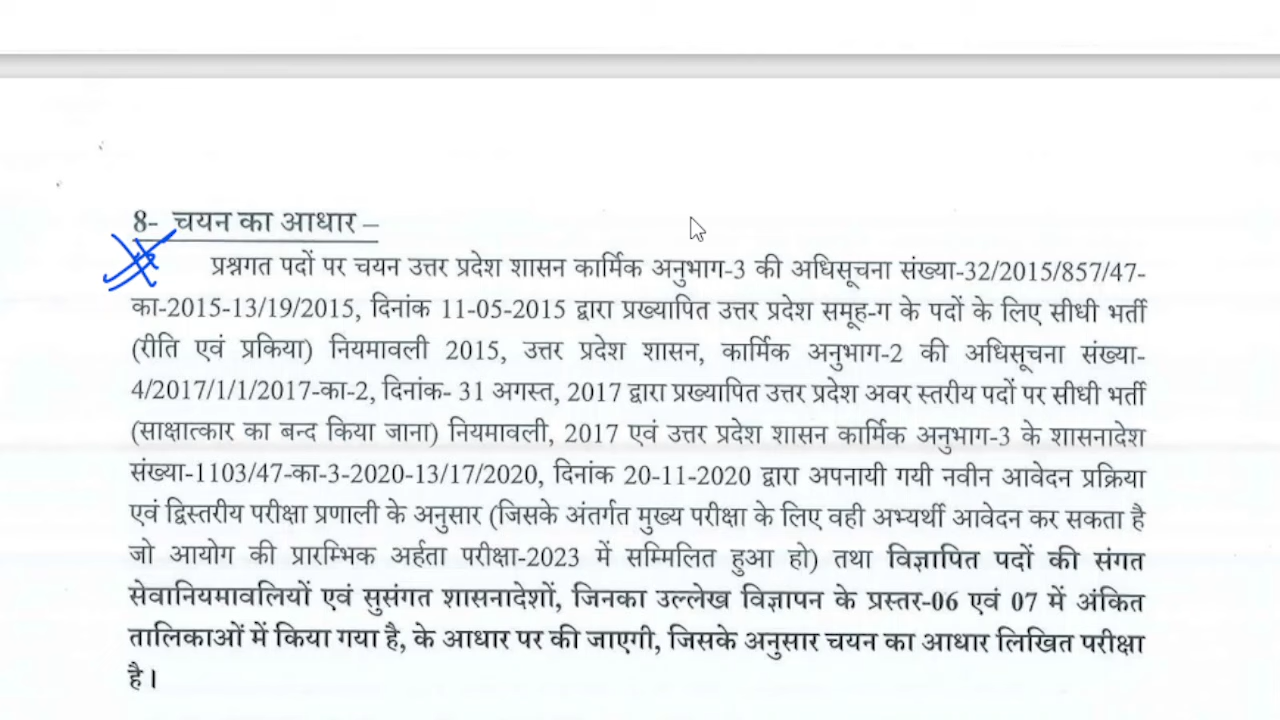 8- चयन का आधार –
प्रश्नगत पदों पर चयन उत्तर प्रदेश शासन कार्मिक अनुभाग-3 की अधिसूचना संख्या-32/2015/857/47-
का-2015-13/19/2015, दिनांक 11-05-2015 द्वारा प्रख्यापित उत्तर प्रदेश समूह-ग के पदों के लिए सीधी भर्ती
(रीति एवं प्रकिया) नियमावली 2015, उत्तर प्रदेश शासन, कार्मिक अनुभाग-2 की अधिसूचना संख्या-
4/2017/1/1/2017-का-2, दिनांक- 31 अगस्त, 2017 द्वारा प्रख्यापित उत्तर प्रदेश अवर स्तरीय पदों पर सीधी भर्ती
(साक्षात्कार का बन्द किया जाना) नियमावली, 2017 एवं उत्तर प्रदेश शासन कार्मिक अनुभाग-3 के शासनादेश
संख्या-1103/47-का-3-2020-13/17/2020, दिनांक 20-11-2020 द्वारा अपनायी गयी नवीन आवेदन प्रक्रिया
एवं द्विस्तरीय परीक्षा प्रणाली के अनुसार (जिसके अंतर्गत मुख्य परीक्षा के लिए वही अभ्यर्थी आवेदन कर सकता है
जो आयोग की प्रारम्भिक अर्हता परीक्षा-2023 में सम्मिलित हुआ हो) तथा विज्ञापित पदों की संगत
सेवानियमावलियों एवं सुसंगत शासनादेशों, जिनका उल्लेख विज्ञापन के प्रस्तर-06 एवं 07 में अंकित
तालिकाओं में किया गया है, के आधार पर की जाएगी, जिसके अनुसार चयन का आधार लिखित परीक्षा
है।